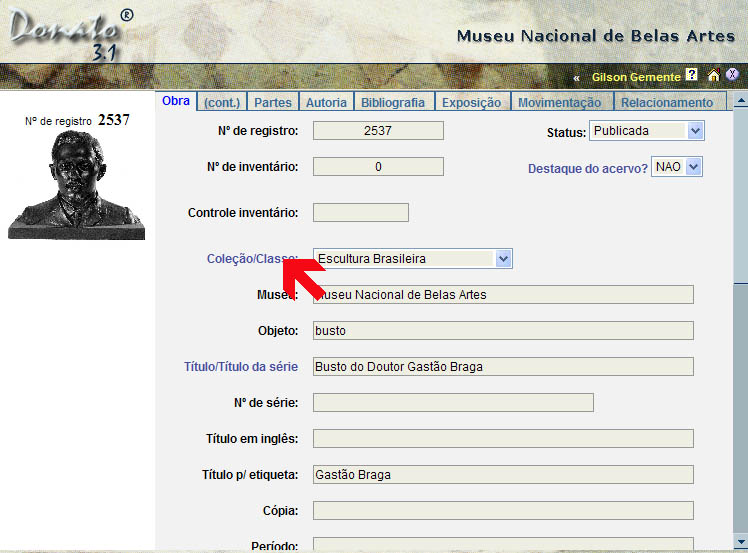 Donato ®
3.1
Museu Nacional de Belas Artes
« Gilson Gemente ? X
Obra (cont.) Partes Autoria Bibliografia Exposição Movimentação Relacionamento
Nº de registro 2537
Nº de registro: 2537 Status: Publicada
Nº de inventário: 0 Destaque do acervo? NAO
Controle inventário:
Coleção/Classe: Escultura Brasileira
Museu: Museu Nacional de Belas Artes
Objeto: busto
Título/Título da série Busto do Doutor Gastão Braga
Nº de série:
Título em inglês:
Título p/ etiqueta: Gastão Braga
Cópia:
Período: